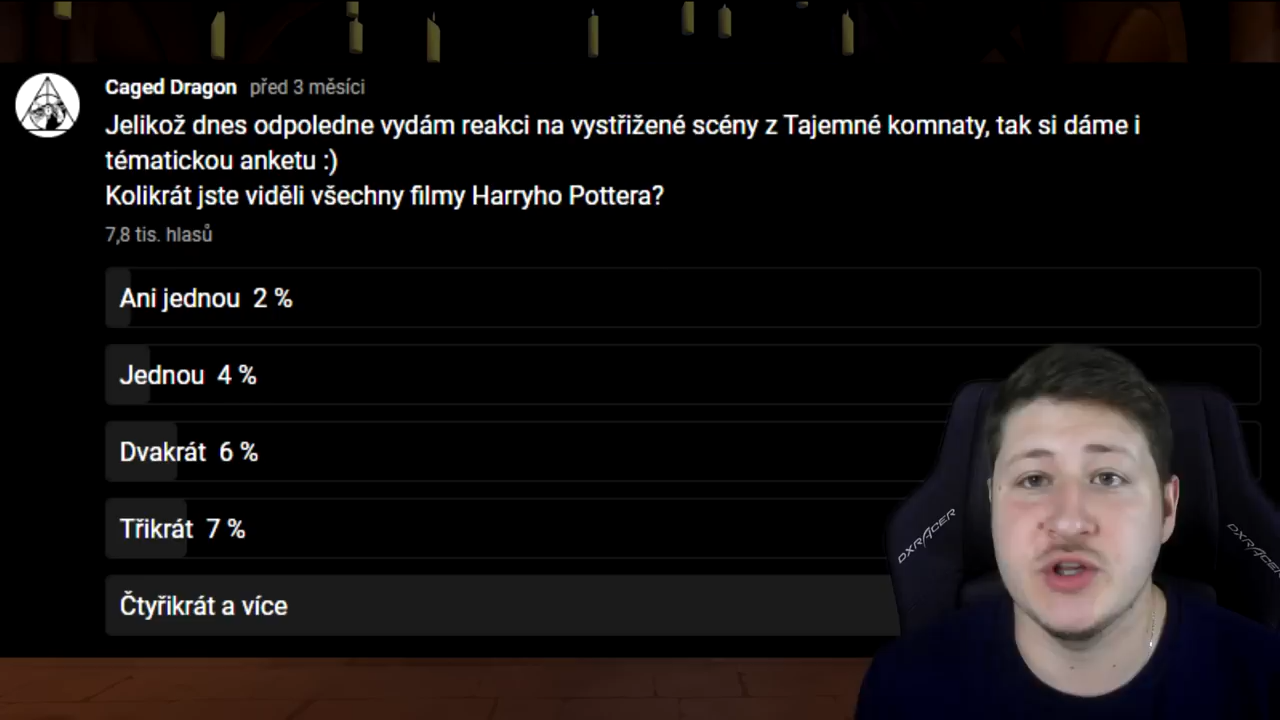 Caged Dragon před 3 měsíci
Jelikož dnes odpoledne vydám reakci na vystřižené scény z Tajemné komnaty, tak si dáme i
tématickou anketu :)
Kolikrát jste viděli všechny filmy Harryho Pottera?
7,8 tis. hlasů
Ani jednou 2 %
Jednou 4 %
Dvakrát 6 %
Třikrát 7 %
Čtyřikrát a více
DXRACER
DXRACER